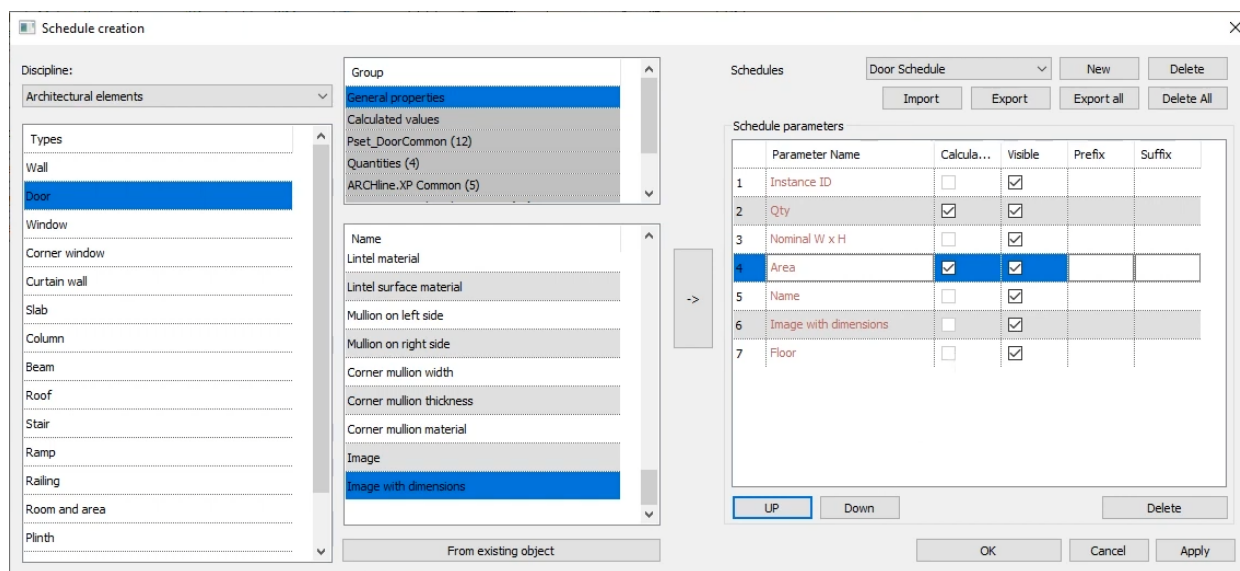 Schedule creation
Discipline:
Architectural elements
Types
Wall
Door
Window
Corner window
Curtain wall
Slab
Column
Beam
Roof
Stair
Ramp
Railing
Room and area
Plinth
Group
General properties
Calculated values
Pset_DoorCommon (12)
Quantities (4)
ARCHline.XP Common (5)
Name
Lintel material
Lintel surface material
Mullion on left side
Mullion on right side
Corner mullion width
Corner mullion thickness
Corner mullion material
Image
Image with dimensions
From existing object
->
Schedules Door Schedule New Delete
Import Export Export all Delete All
Schedule parameters
Parameter Name Calcula... Visible Prefix Suffix
1 Instance ID
2 Qty
3 Nominal W x H
4 Area
5 Name
6 Image with dimensions
7 Floor
UP Down Delete
OK Cancel Apply